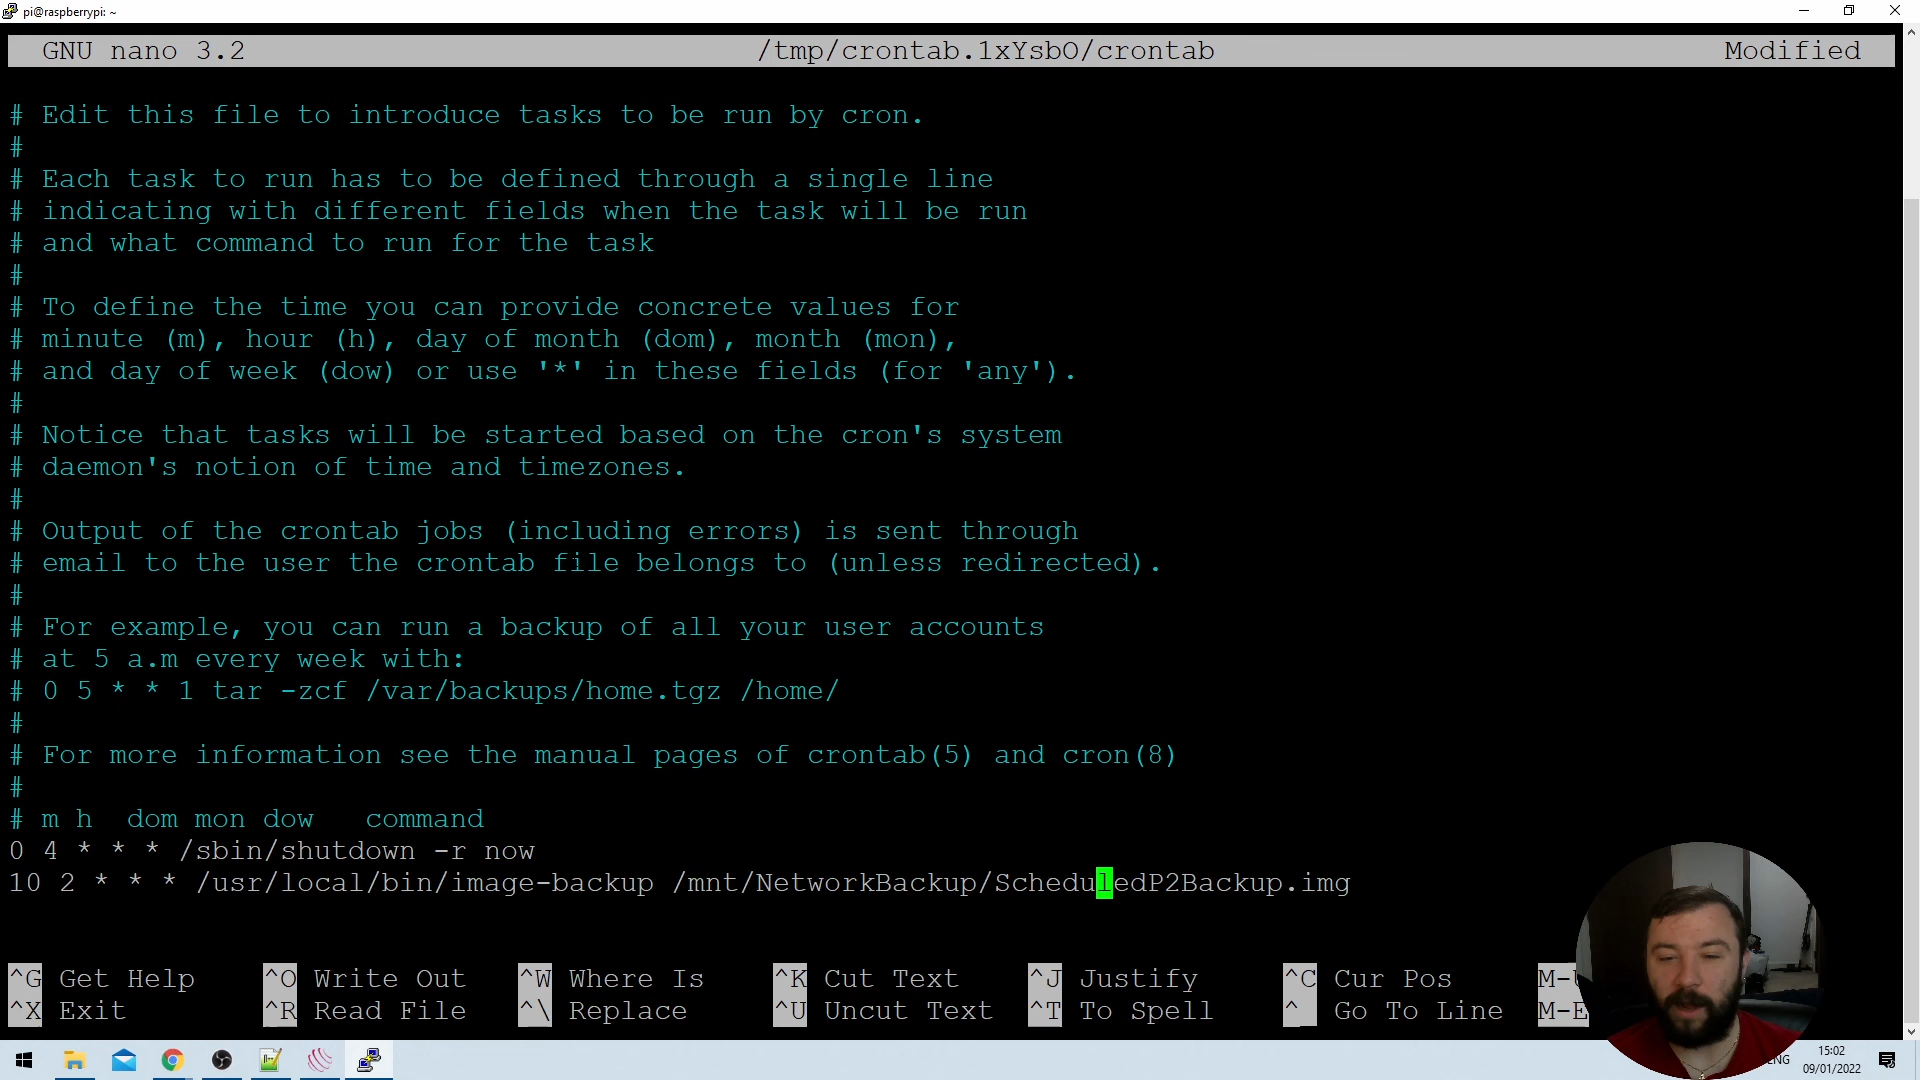 pi@raspberrypi: ~
GNU nano 3.2 /tmp/crontab.1xYsbO/crontab Modified
# Edit this file to introduce tasks to be run by cron.
#
# Each task to run has to be defined through a single line
# indicating with different fields when the task will be run
# and what command to run for the task
#
# To define the time you can provide concrete values for
# minute (m), hour (h), day of month (dom), month (mon),
# and day of week (dow) or use '*' in these fields (for 'any').
#
# Notice that tasks will be started based on the cron's system
# daemon's notion of time and timezones.
#
# Output of the crontab jobs (including errors) is sent through
# email to the user the crontab file belongs to (unless redirected).
#
# For example, you can run a backup of all your user accounts
# at 5 a.m every week with:
# 0 5 * * 1 tar -zcf /var/backups/home.tgz /home/
#
# For more information see the manual pages of crontab(5) and cron(8)
#
# m h  dom mon dow   command
0 4 * * * /sbin/shutdown -r now
10 2 * * * /usr/local/bin/image-backup /mnt/NetworkBackup/ScheduledP2Backup.img
^G Get Help ^O Write Out ^W Where Is ^K Cut Text ^J Justify ^C Cur Pos
^X Exit ^R Read File ^\ Replace ^U Uncut Text ^T To Spell ^ Go To Line M-E
15:02
ENG
09/01/2022